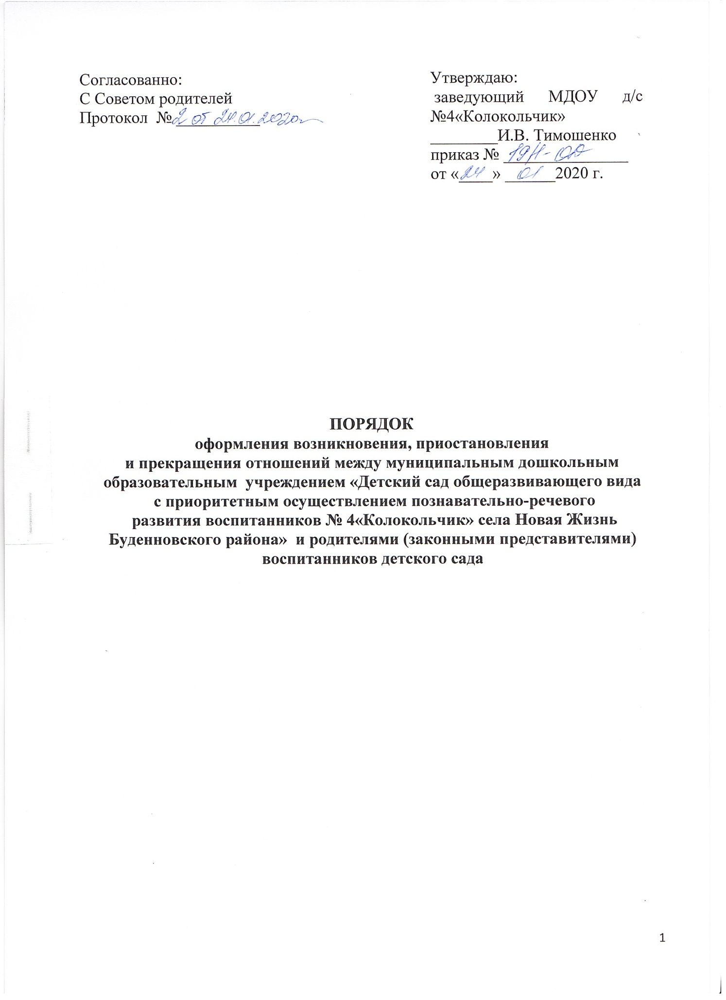 Согласованно:
С Советом родителей
Протокол №2 от 24.01.2020г
Утверждаю:
заведующий МДОУ д/с
№4«Колокольчик»
________И.В. Тимошенко
приказ № 19/1-ОД
от «24» 01 2020 г.
ПОРЯДОК
оформления возникновения, приостановления
и прекращения отношений между муниципальным дошкольным
образовательным учреждением «Детский сад общеразвивающего вида
с приоритетным осуществлением познавательно-речевого
развития воспитанников № 4«Колокольчик» села Новая Жизнь
Буденновского района» и родителями (законными представителями)
воспитанников детского сада
1